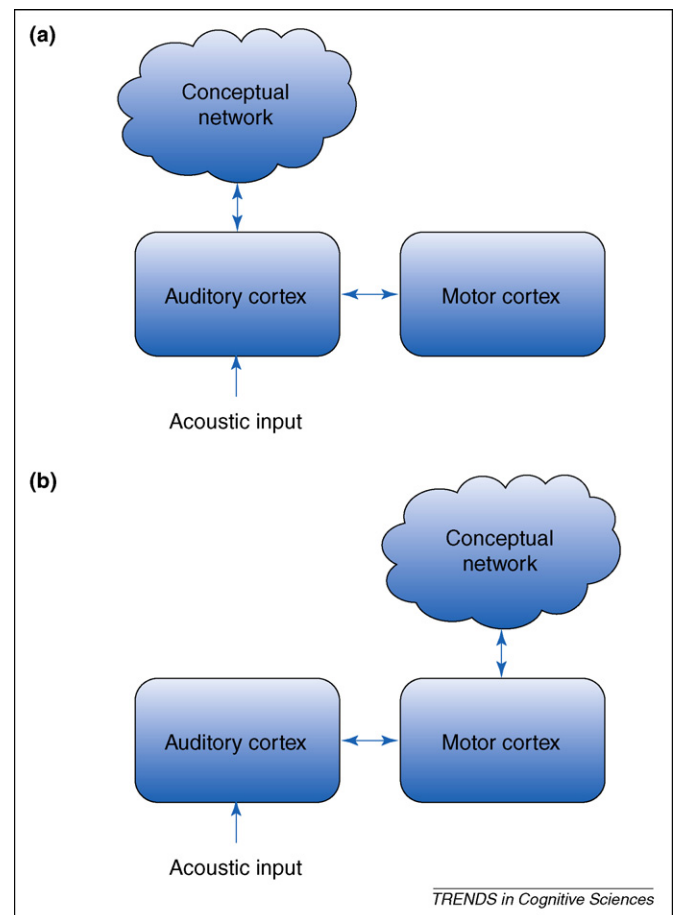 (a)
Conceptual
network
Auditory cortex
Motor cortex
Acoustic input
(b)
Conceptual
network
Auditory cortex
Motor cortex
Acoustic input
TRENDS in Cognitive Sciences